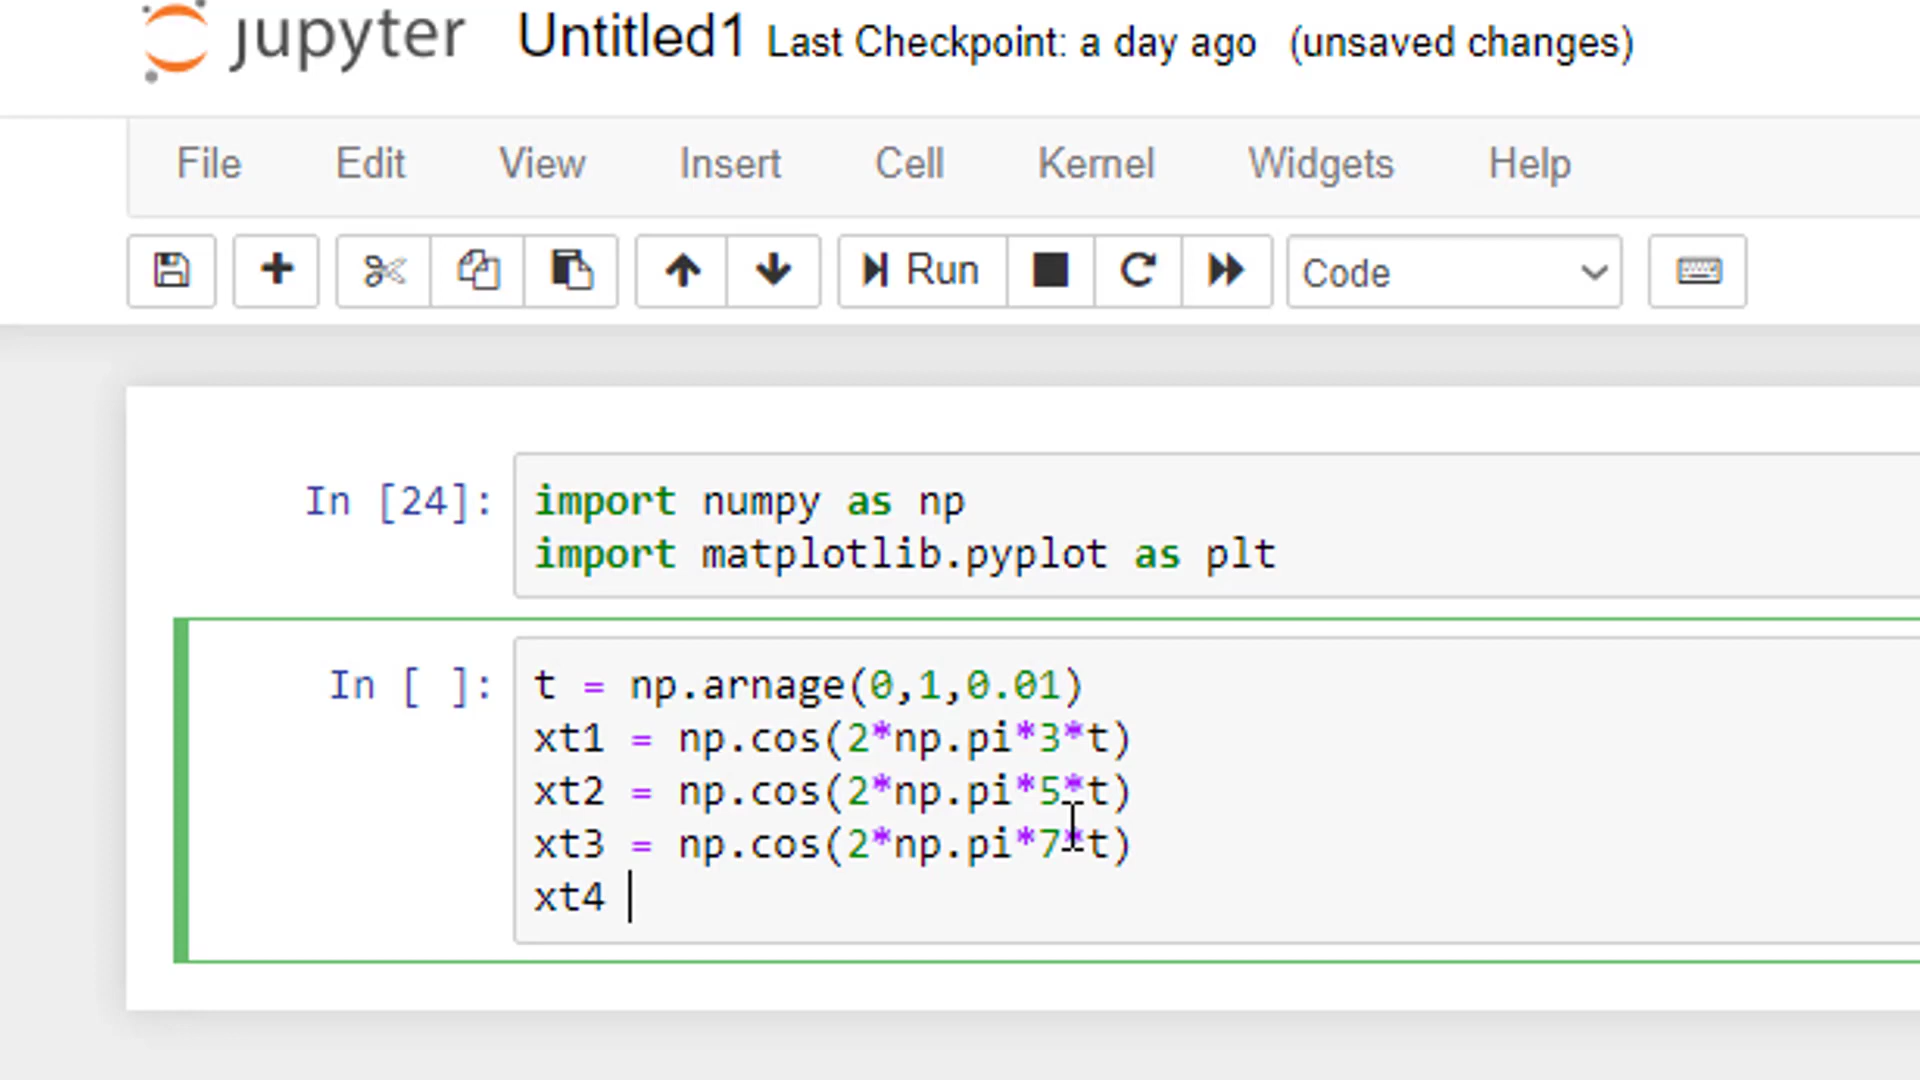 jupyter Untitled1 Last Checkpoint: a day ago (unsaved changes)
File Edit View Insert Cell Kernel Widgets Help
Run Code
In [24]: import numpy as np
import matplotlib.pyplot as plt
In [ ]: t = np.arnage(0,1,0.01)
xt1 = np.cos(2*np.pi*3*t)
xt2 = np.cos(2*np.pi*5*t)
xt3 = np.cos(2*np.pi*7*t)
xt4